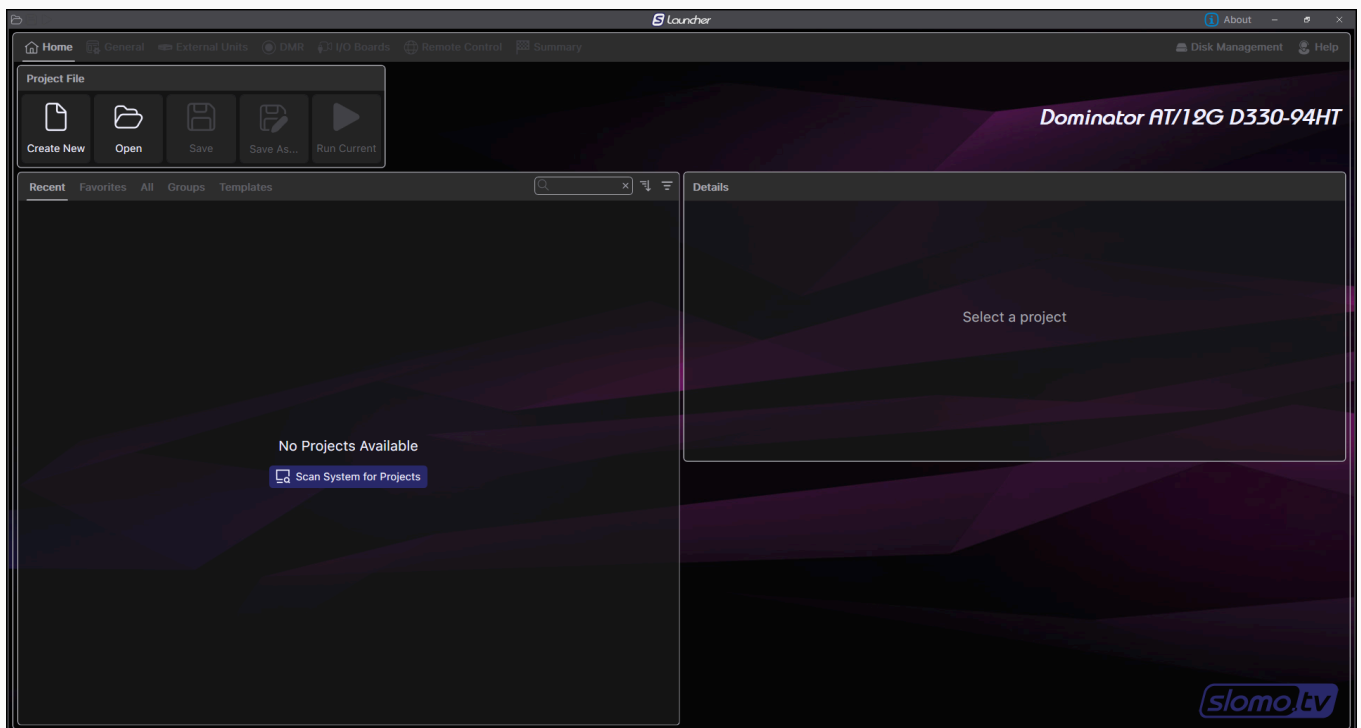 S Launcher
About
Home General External Units DMR I/O Boards Remote Control Summary
Disk Management Help
Project File
Create New Open Save Save As... Run Current
Dominator AT/12G D330-94HT
Recent Favorites All Groups Templates
Details
Select a project
No Projects Available
Scan System for Projects
slomo.tv